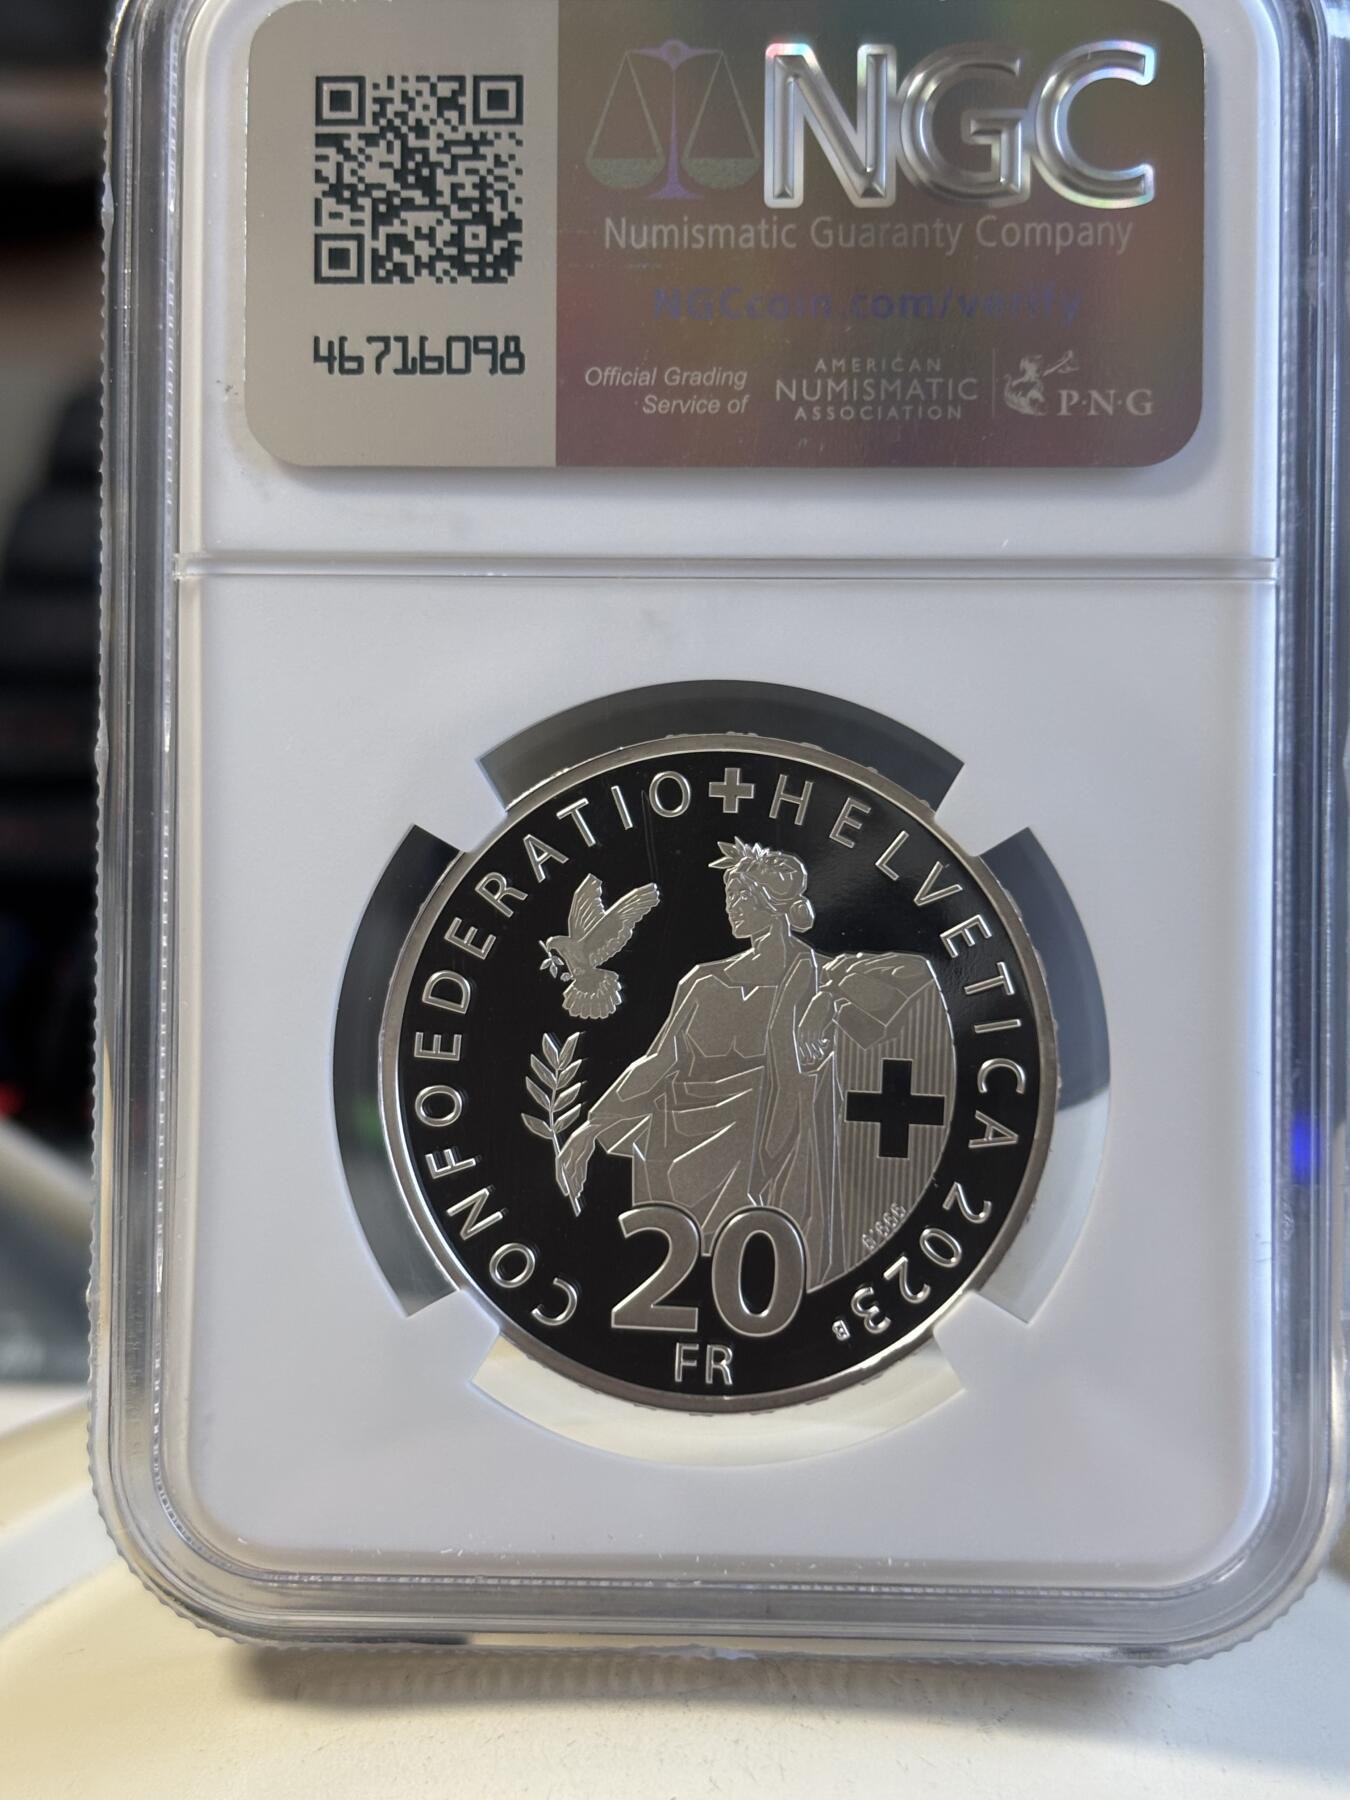 NGC
Numismatic Guaranty Company
NGCcoin.com/verify
46716098
Official Grading
Service of
AMERICAN
NUMISMATIC
ASSOCIATION
P·N·G
CONFOEDERATIO+HELVETICA 2023 B
999,9
20
FR